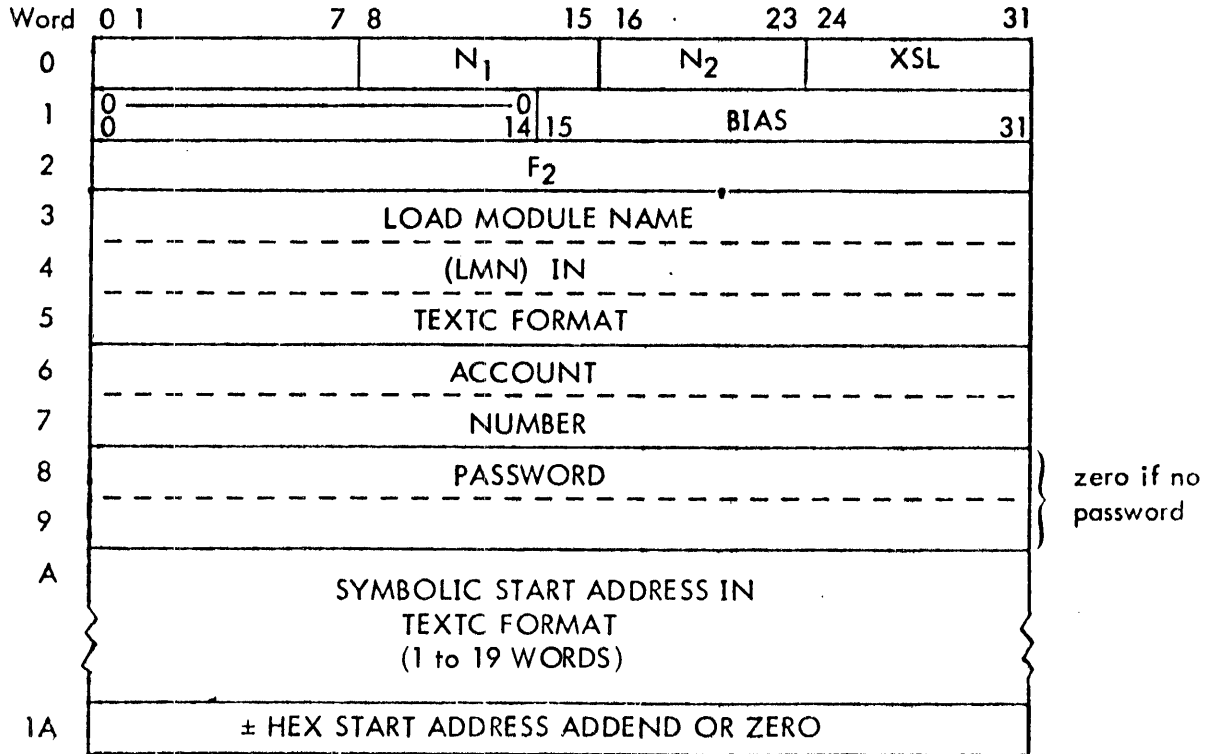 Word 0 1 7 8 15 16 23 24 31
0 N1 N2 XSL
0 0
1 BIAS
0 14 15 31
2 F2
3 LOAD MODULE NAME
4 (LMN) IN
5 TEXTC FORMAT
6 ACCOUNT
7 NUMBER
8 PASSWORD zero if no
9 password
A
SYMBOLIC START ADDRESS IN
TEXTC FORMAT
(1 to 19 WORDS)
1A ± HEX START ADDRESS ADDEND OR ZERO